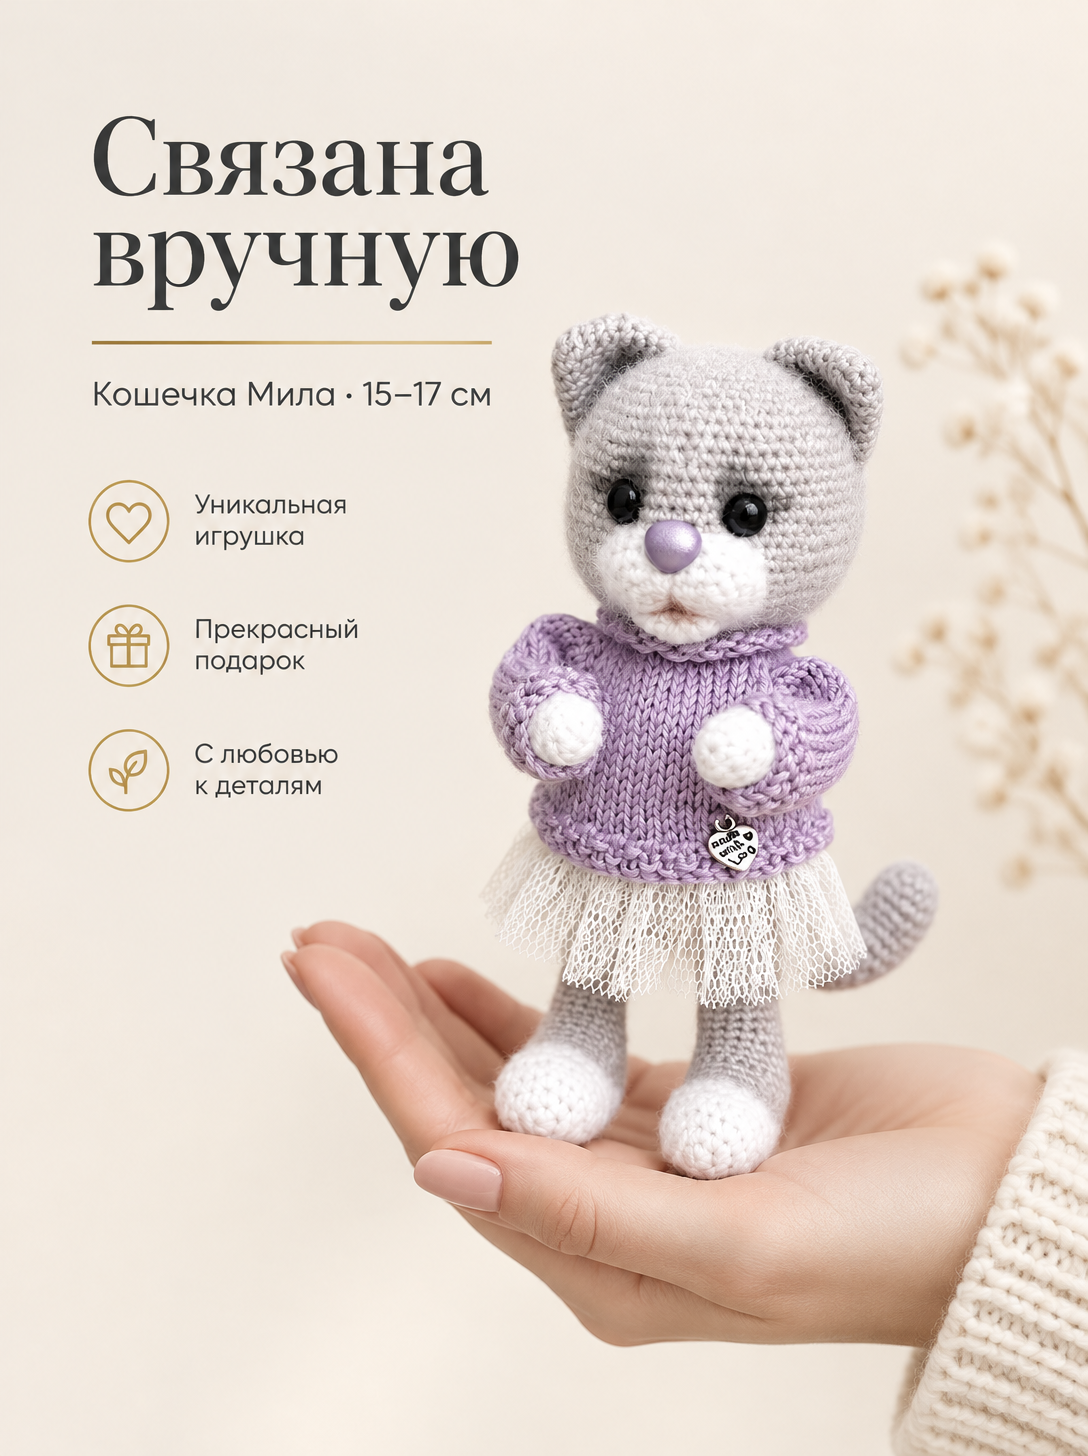 Связана
вручную
Кошечка Мила · 15–17 см
Уникальная
игрушка
Прекрасный
подарок
С любовью
к деталям